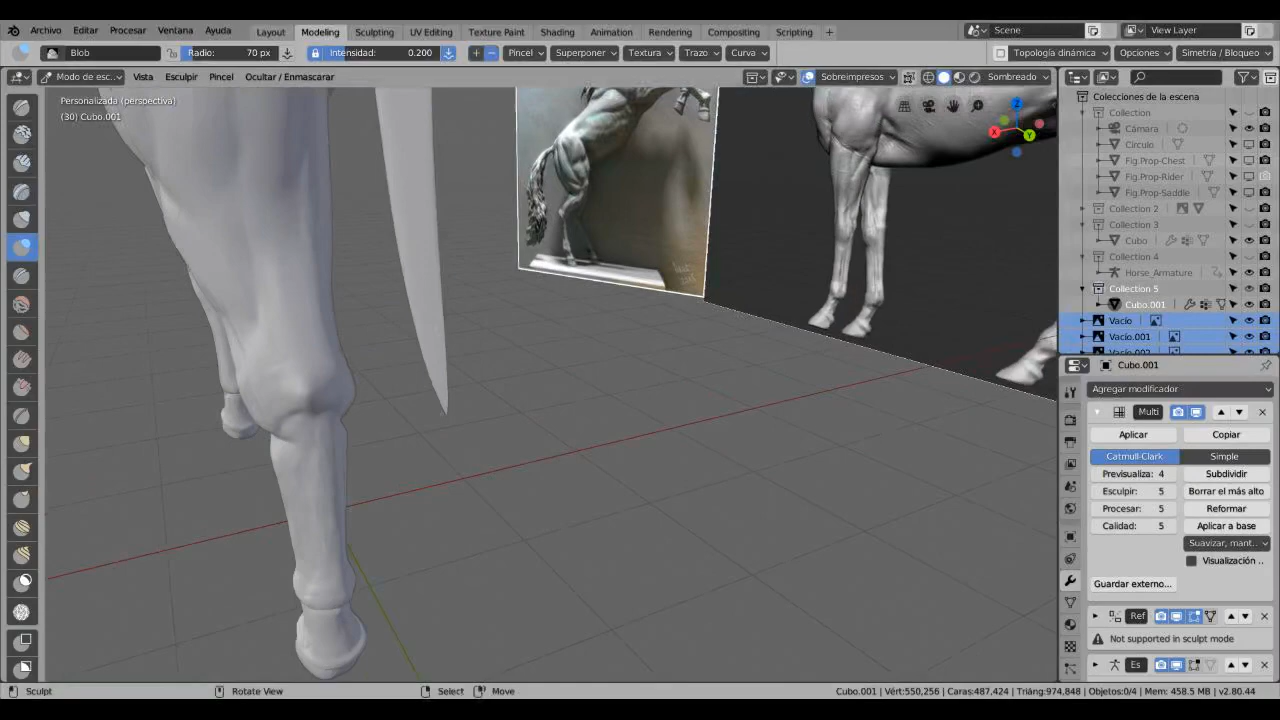 Archivo Editar Procesar Ventana Ayuda Layout Modeling Sculpting UV Editing Texture Paint Shading Animation Rendering Compositing Scripting + Scene View Layer
Blob Radio: 70 px Intensidad: 0.200 Pincel Superponer Textura Trazo Curva Topología dinámica Opciones Simetría / Bloqueo
Modo de esc.. Vista Esculpir Pincel Ocultar / Enmascarar Sobreimpresos Sombreado
Personalizada (perspectiva)
(30) Cubo.001
Z
X
Y
Colecciones de la escena
Collection
Cámara
Círculo
Fig.Prop-Chest
Fig.Prop-Rider
Fig.Prop-Saddle
Collection 2
Collection 3
Cubo
Collection 4
Horse_Armature
Collection 5
Cubo.001
Vacío
Vacío.001
Vacío.002
Cubo.001
Agregar modificador
Multi
Aplicar Copiar
Catmull-Clark Simple
Previsualiza: 4 Subdividir
Esculpir: 5 Borrar el más alto
Procesar: 5 Reformar
Calidad: 5 Aplicar a base
Suavizar, mant..
Visualización ..
Guardar externo...
Ref
Not supported in sculpt mode
Es
Sculpt Rotate View Select Move Cubo.001 | Vért:550,256 | Caras:487,424 | Triáng:974,848 | Objetos:0/4 | Mem: 458.5 MB | v2.80.44